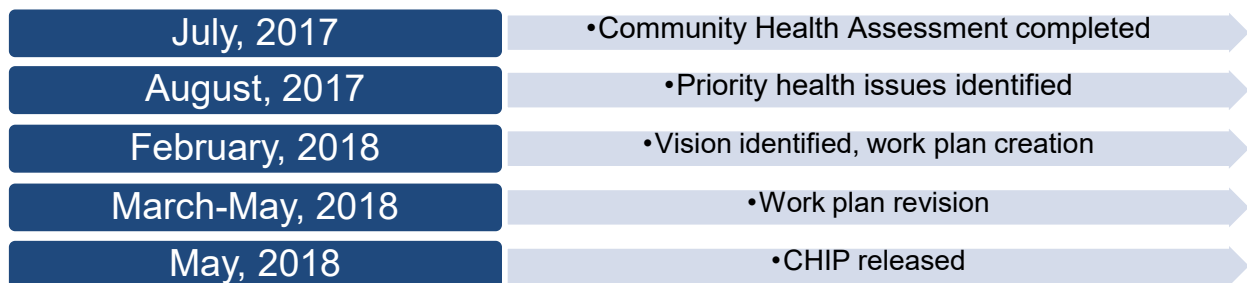 July, 2017 •Community Health Assessment completed
August, 2017 •Priority health issues identified
February, 2018 •Vision identified, work plan creation
March-May, 2018 •Work plan revision
May, 2018 •CHIP released